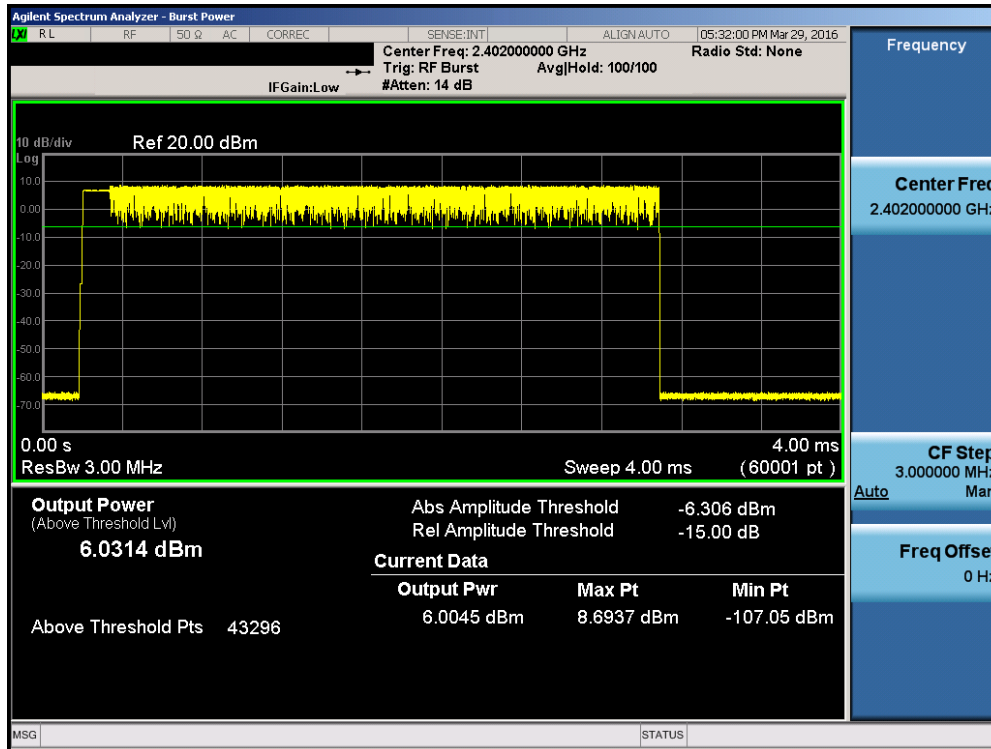 Agilent Spectrum Analyzer - Burst Power
LXI RL RF 50 Ω AC CORREC SENSE:INT ALIGN AUTO 05:32:00 PM Mar 29, 2016
Center Freq: 2.402000000 GHz Radio Std: None
Trig: RF Burst Avg|Hold: 100/100
IFGain:Low #Atten: 14 dB
10 dB/div Ref 20.00 dBm
Log
10.0
0.00
-10.0
-20.0
-30.0
-40.0
-50.0
-60.0
-70.0
0.00 s 4.00 ms
ResBw 3.00 MHz Sweep 4.00 ms (60001 pt)
Output Power
(Above Threshold Lvl)
6.0314 dBm
Above Threshold Pts 43296
Abs Amplitude Threshold -6.306 dBm
Rel Amplitude Threshold -15.00 dB
Current Data
Output Pwr Max Pt Min Pt
6.0045 dBm 8.6937 dBm -107.05 dBm
Frequency
Center Freq
2.402000000 GHz
CF Step
3.000000 MHz
Auto Man
Freq Offset
0 Hz
MSG STATUS